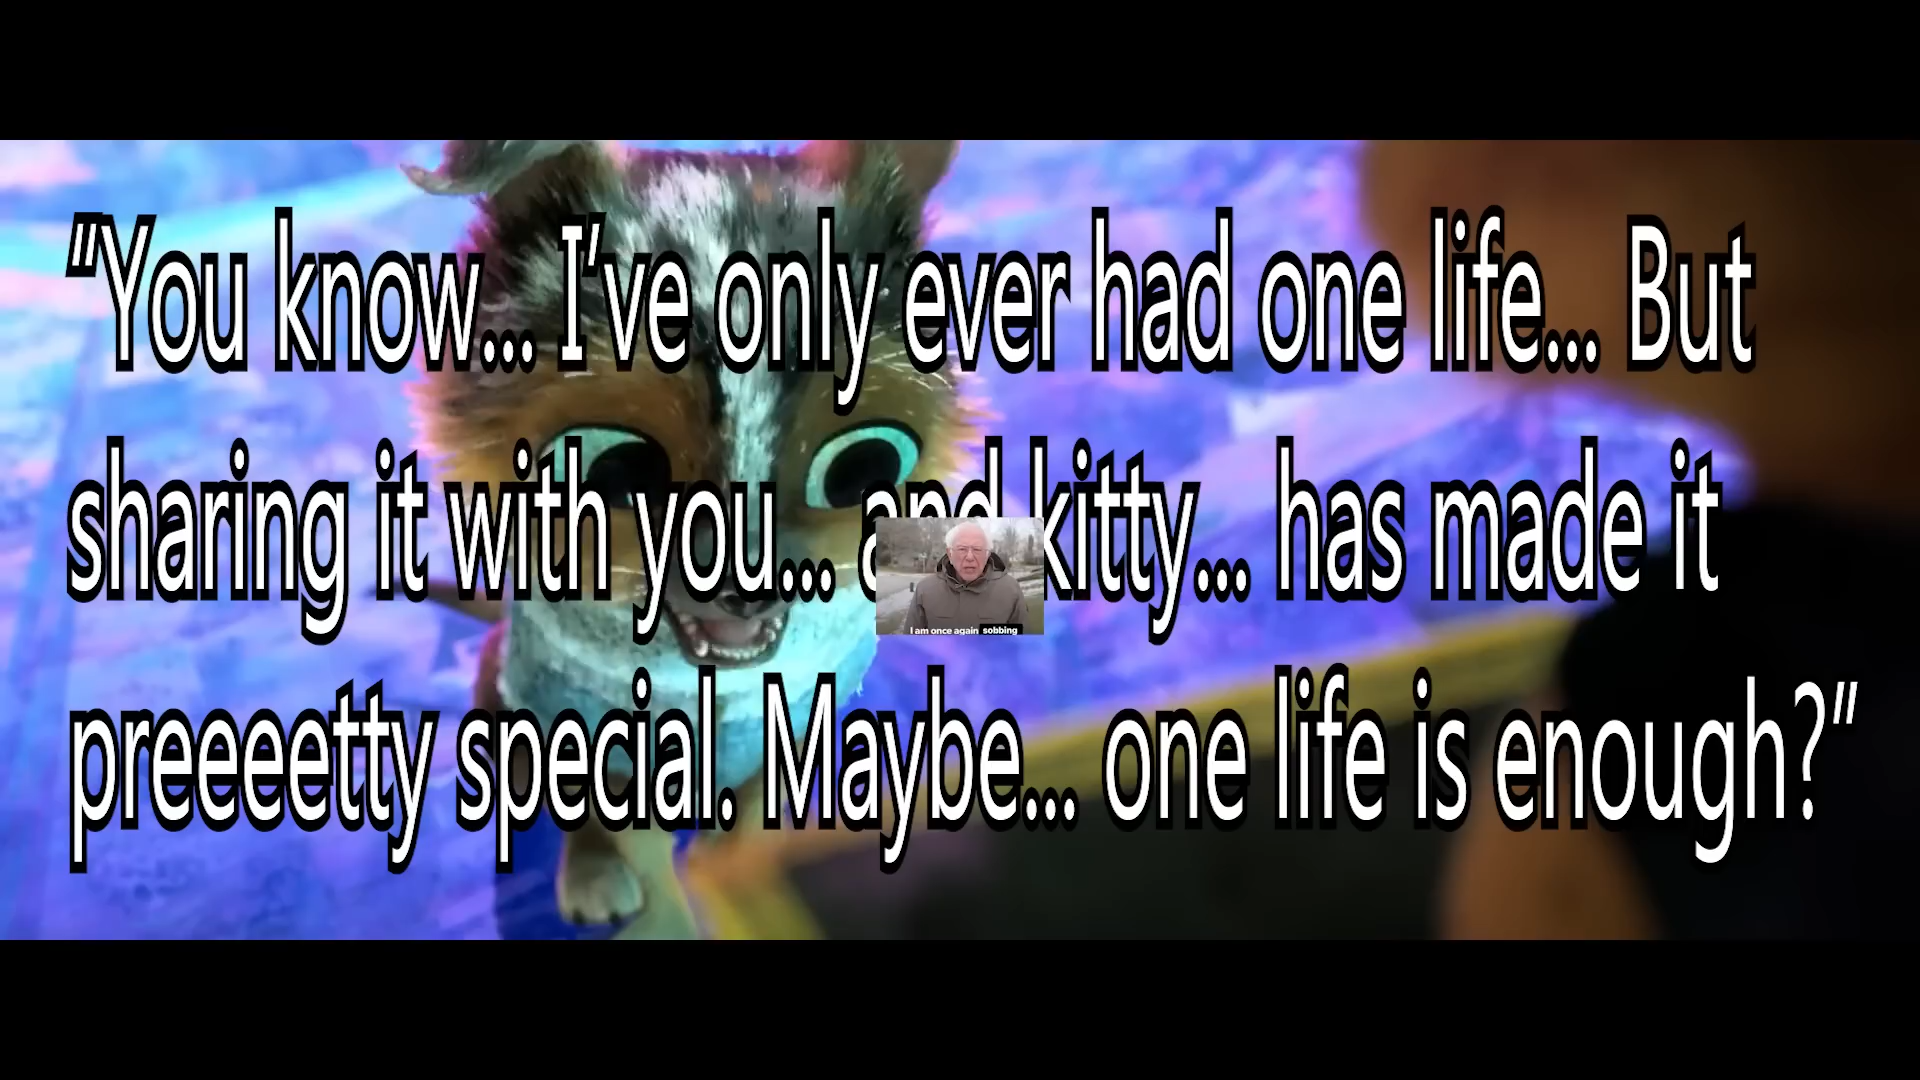 "You know... I've only ever had one life... But
sharing it with you... and kitty... has made it
preeeetty special. Maybe... one life is enough?"
I am once again sobbing